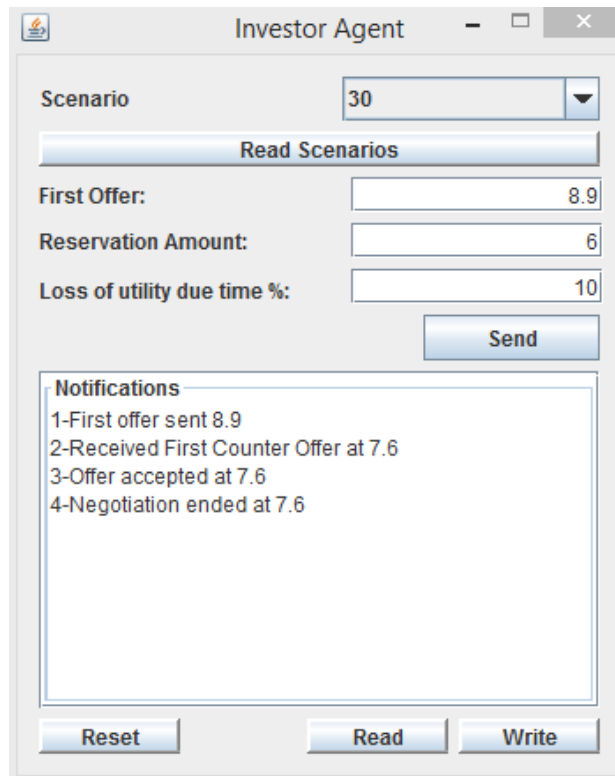 Investor Agent
Scenario 30
Read Scenarios
First Offer: 8.9
Reservation Amount: 6
Loss of utility due time %: 10
Send
Notifications
1-First offer sent 8.9
2-Received First Counter Offer at 7.6
3-Offer accepted at 7.6
4-Negotiation ended at 7.6
Reset Read Write